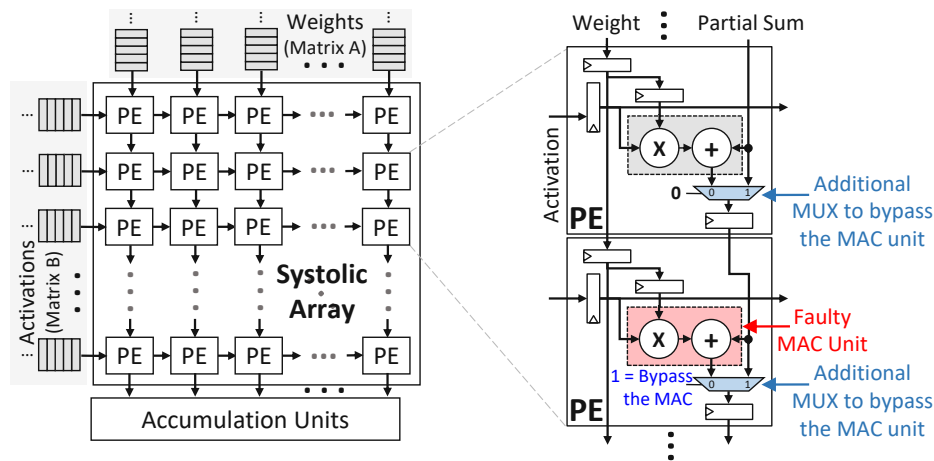 Weights
(Matrix A)
PE PE PE PE
PE PE PE PE
PE PE PE PE
PE PE PE PE
Activations
(Matrix B)
Systolic
Array
Accumulation Units
Weight
Partial Sum
Activation
X +
0
0 1
PE
Additional
MUX to bypass
the MAC unit
X +
Faulty
MAC Unit
1 = Bypass
the MAC
0 1
PE
Additional
MUX to bypass
the MAC unit